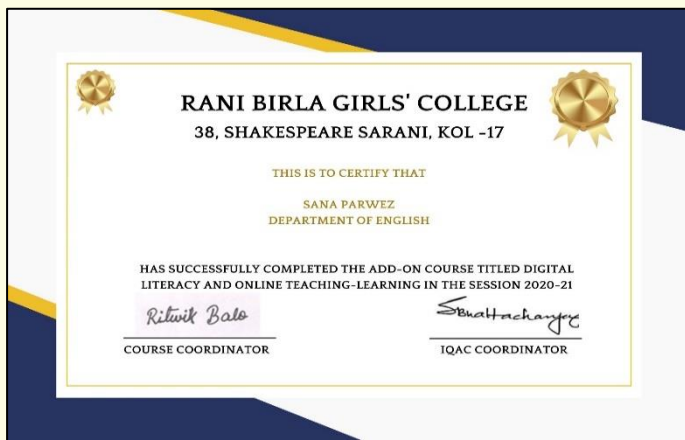 RANI BIRLA GIRLS' COLLEGE
38, SHAKESPEARE SARANI, KOL -17
THIS IS TO CERTIFY THAT
SANA PARWEZ
DEPARTMENT OF ENGLISH
HAS SUCCESSFULLY COMPLETED THE ADD-ON COURSE TITLED DIGITAL
LITERACY AND ONLINE TEACHING-LEARNING IN THE SESSION 2020-21
Ritwik Balo
COURSE COORDINATOR
IQAC COORDINATOR